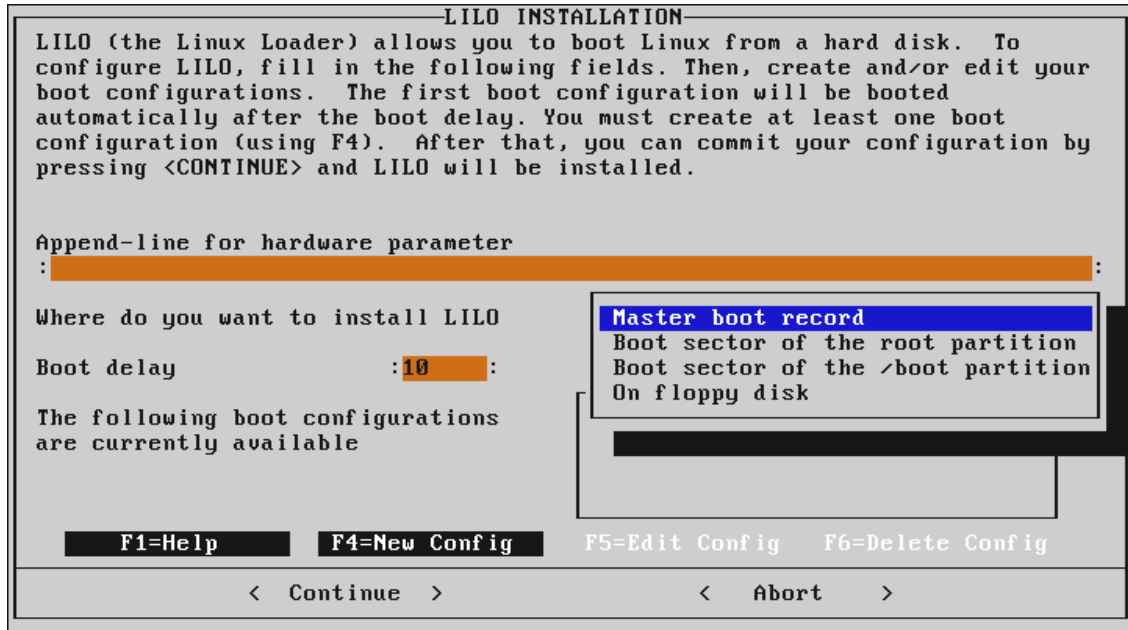 LILO INSTALLATION
LILO (the Linux Loader) allows you to boot Linux from a hard disk.  To
configure LILO, fill in the following fields. Then, create and/or edit your
boot configurations.  The first boot configuration will be booted
automatically after the boot delay. You must create at least one boot
configuration (using F4).  After that, you can commit your configuration by
pressing <CONTINUE> and LILO will be installed.
Append-line for hardware parameter
: :
Where do you want to install LILO
Master boot record
Boot sector of the root partition
Boot sector of the /boot partition
On floppy disk
Boot delay :10 :
The following boot configurations
are currently available
F1=Help F4=New Config F5=Edit Config F6=Delete Config
< Continue > < Abort >